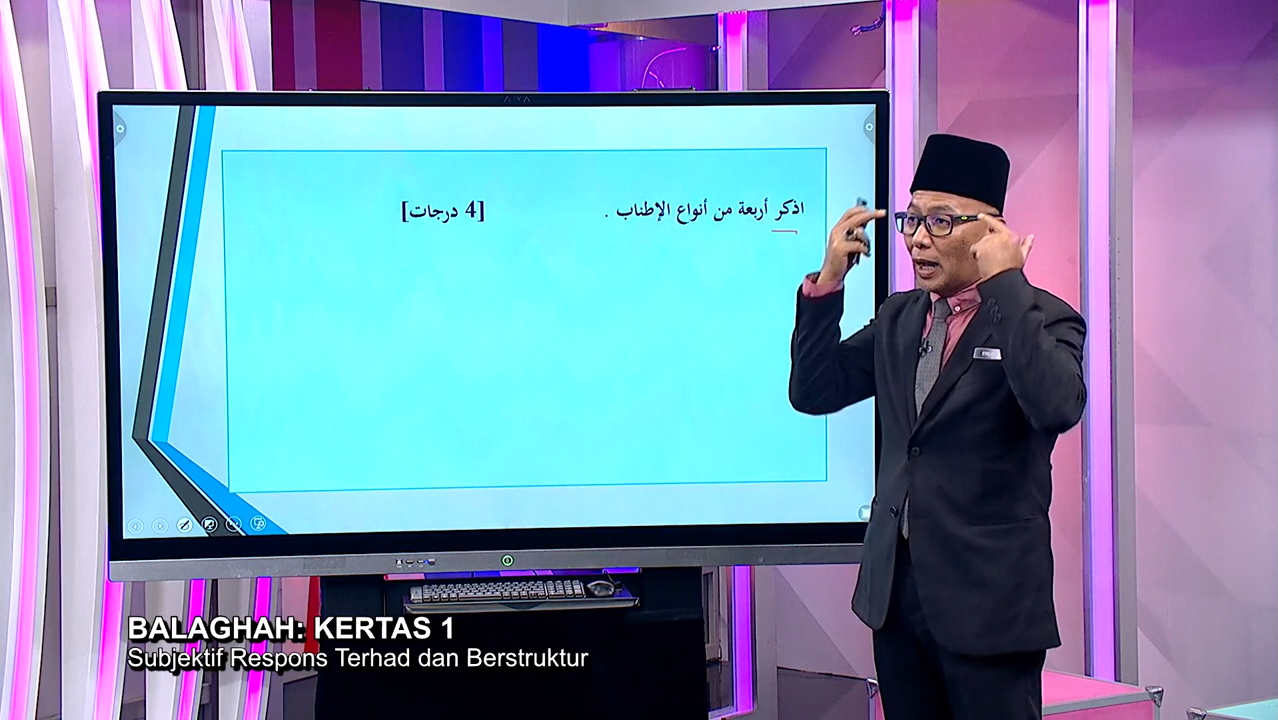 اذكر أربعة من أنواع الإطناب . [4 درجات]
BALAGHAH: KERTAS 1
Subjektif Respons Terhad dan Berstruktur